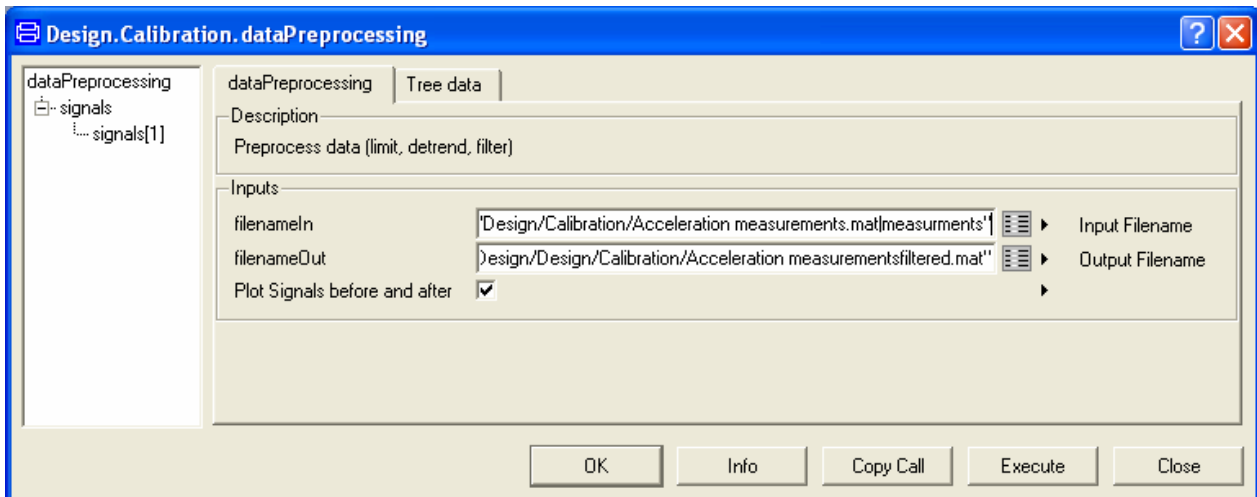 Design.Calibration.dataPreprocessing
dataPreprocessing
signals
signals[1]
dataPreprocessing Tree data
Description
Preprocess data (limit, detrend, filter)
Inputs
filenameIn "Design/Calibration/Acceleration measurements.mat|measurments" Input Filename
filenameOut Design/Design/Calibration/Acceleration measurementsfiltered.mat" Output Filename
Plot Signals before and after
OK Info Copy Call Execute Close